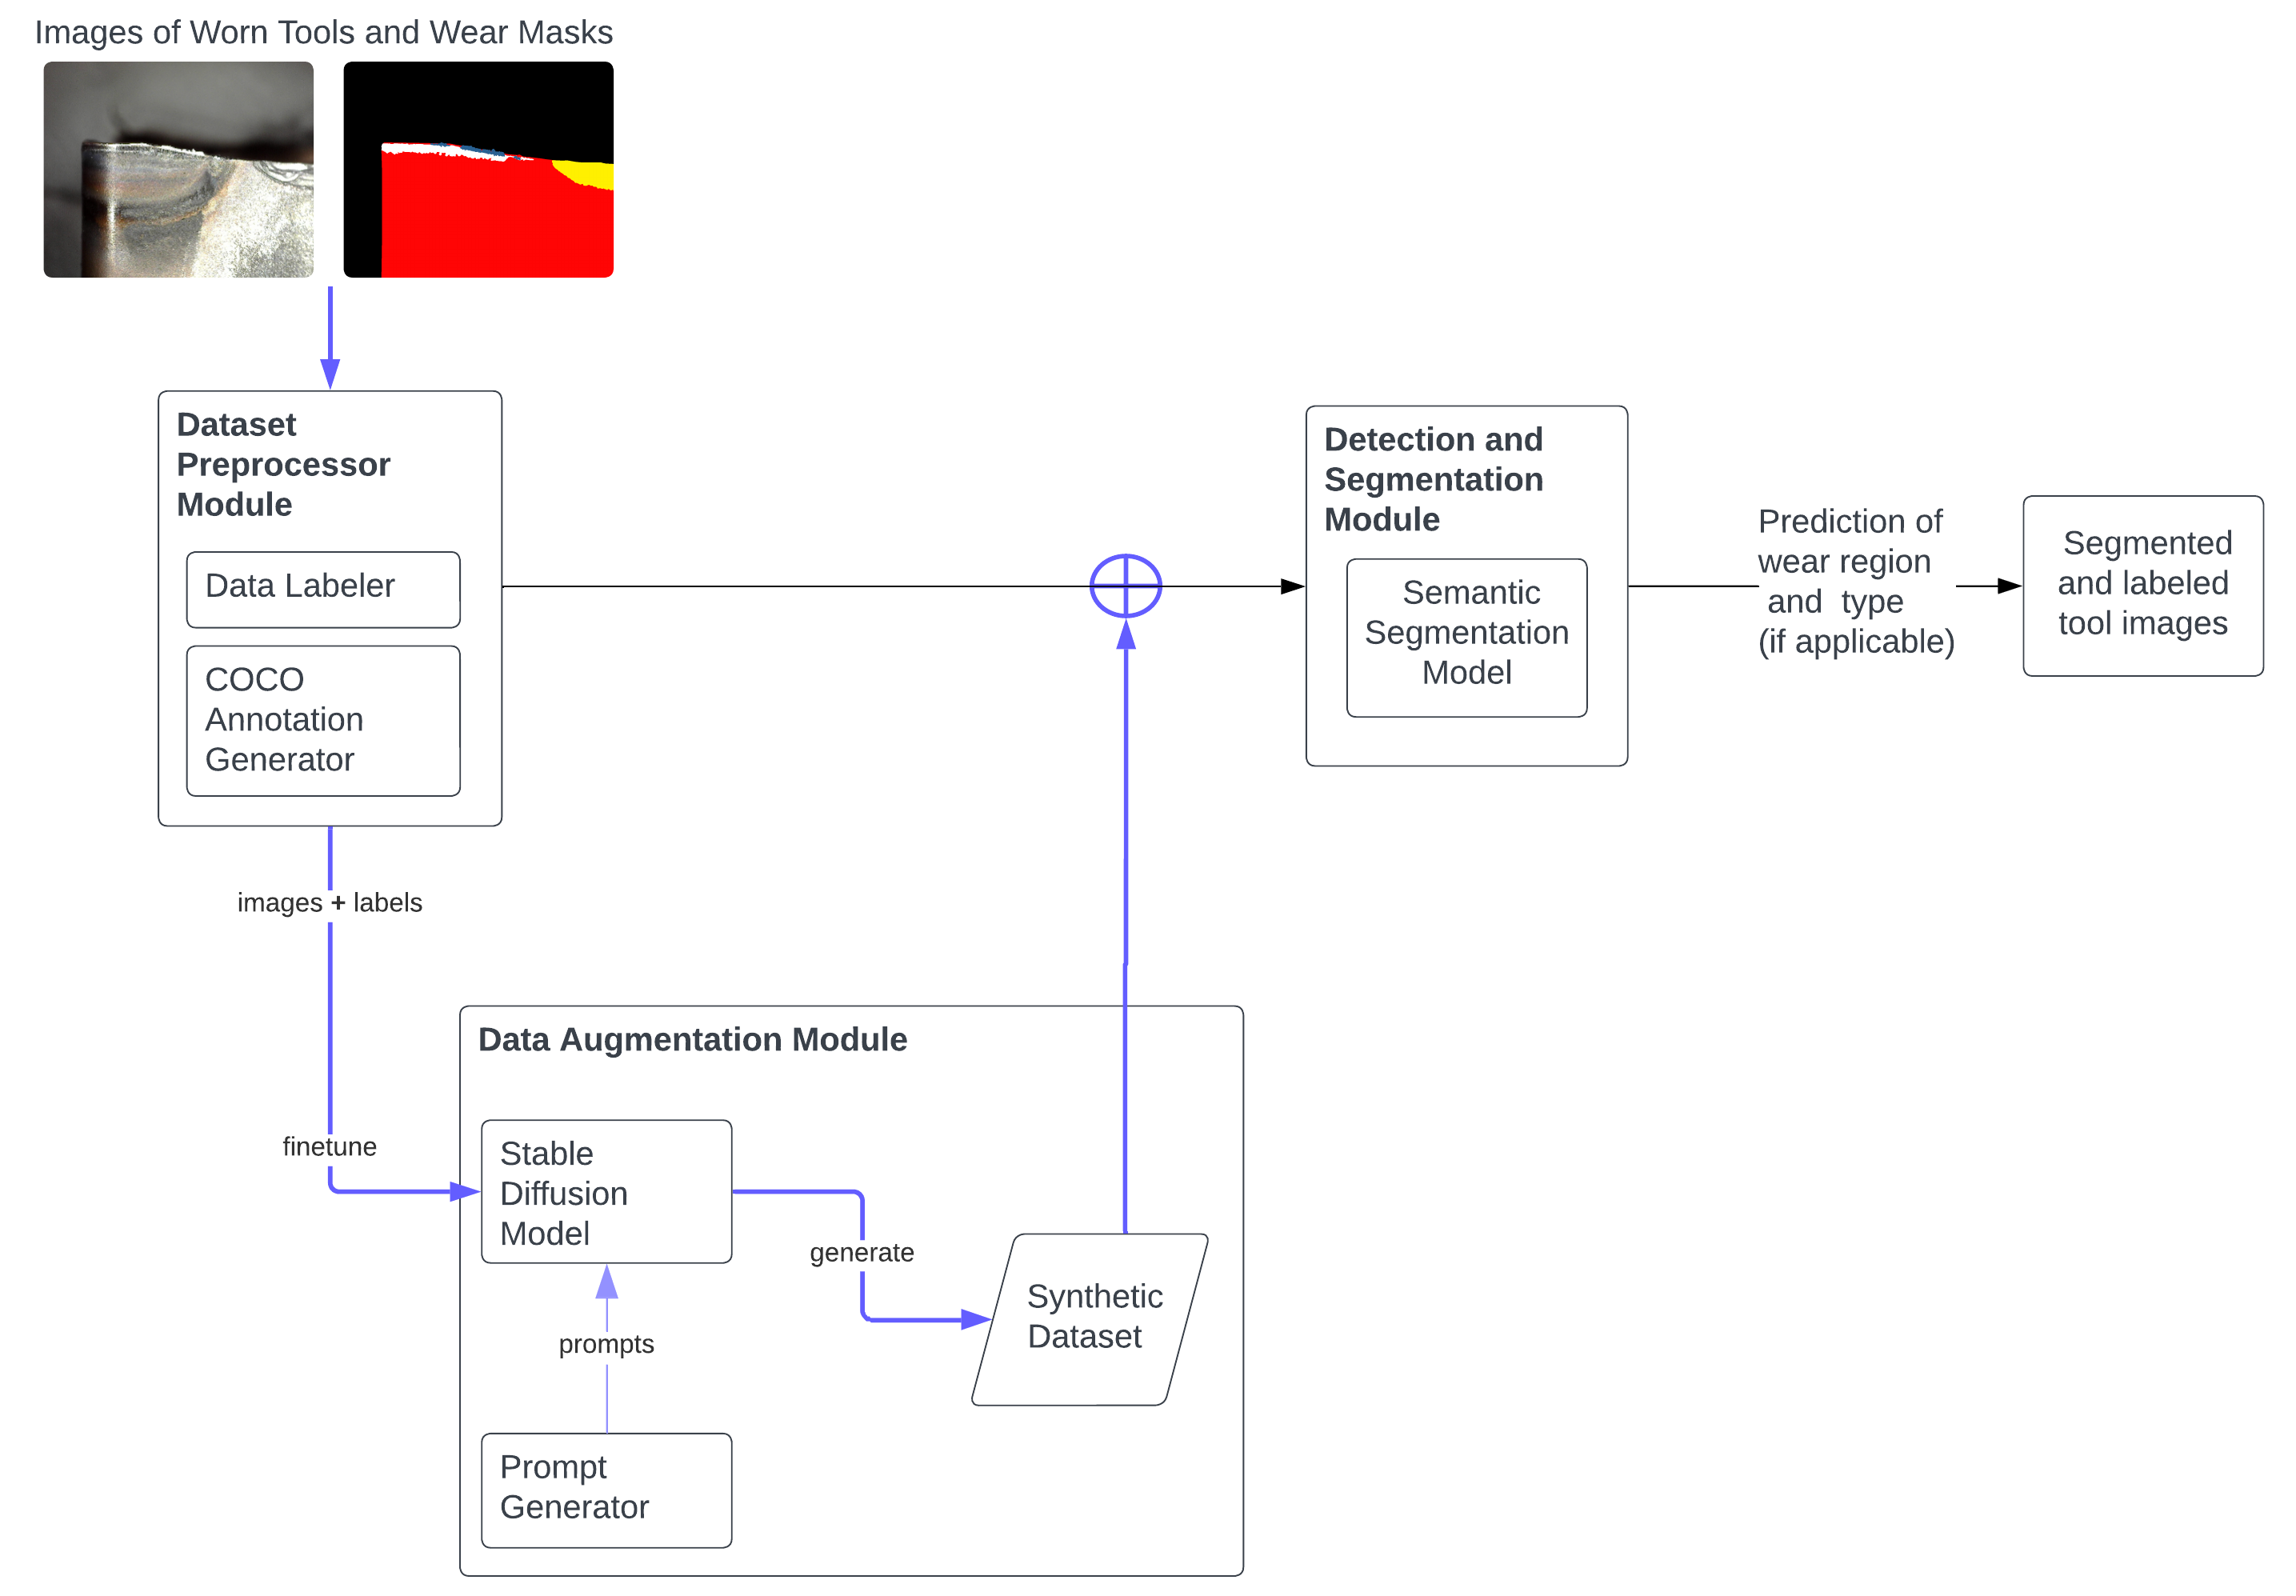 Images of Worn Tools and Wear Masks
Dataset
Preprocessor
Module
Data Labeler
COCO
Annotation
Generator
Detection and
Segmentation
Module
Semantic
Segmentation
Model
Prediction of
wear region
and type
(if applicable)
Segmented
and labeled
tool images
images + labels
finetune
Data Augmentation Module
Stable
Diffusion
Model
generate
Synthetic
Dataset
prompts
Prompt
Generator